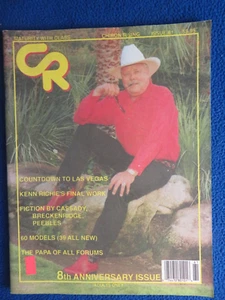 CR
COUNTDOWN TO LAS VEGAS
KENN RICHIE'S FINAL WORK
FICTION BY CASSADY,
BRECKENRIDGE,
PEEBLES
60 MODELS (39 ALL NEW)
THE PAPA OF ALL FORUMS
8th ANNIVERSARY ISSUE